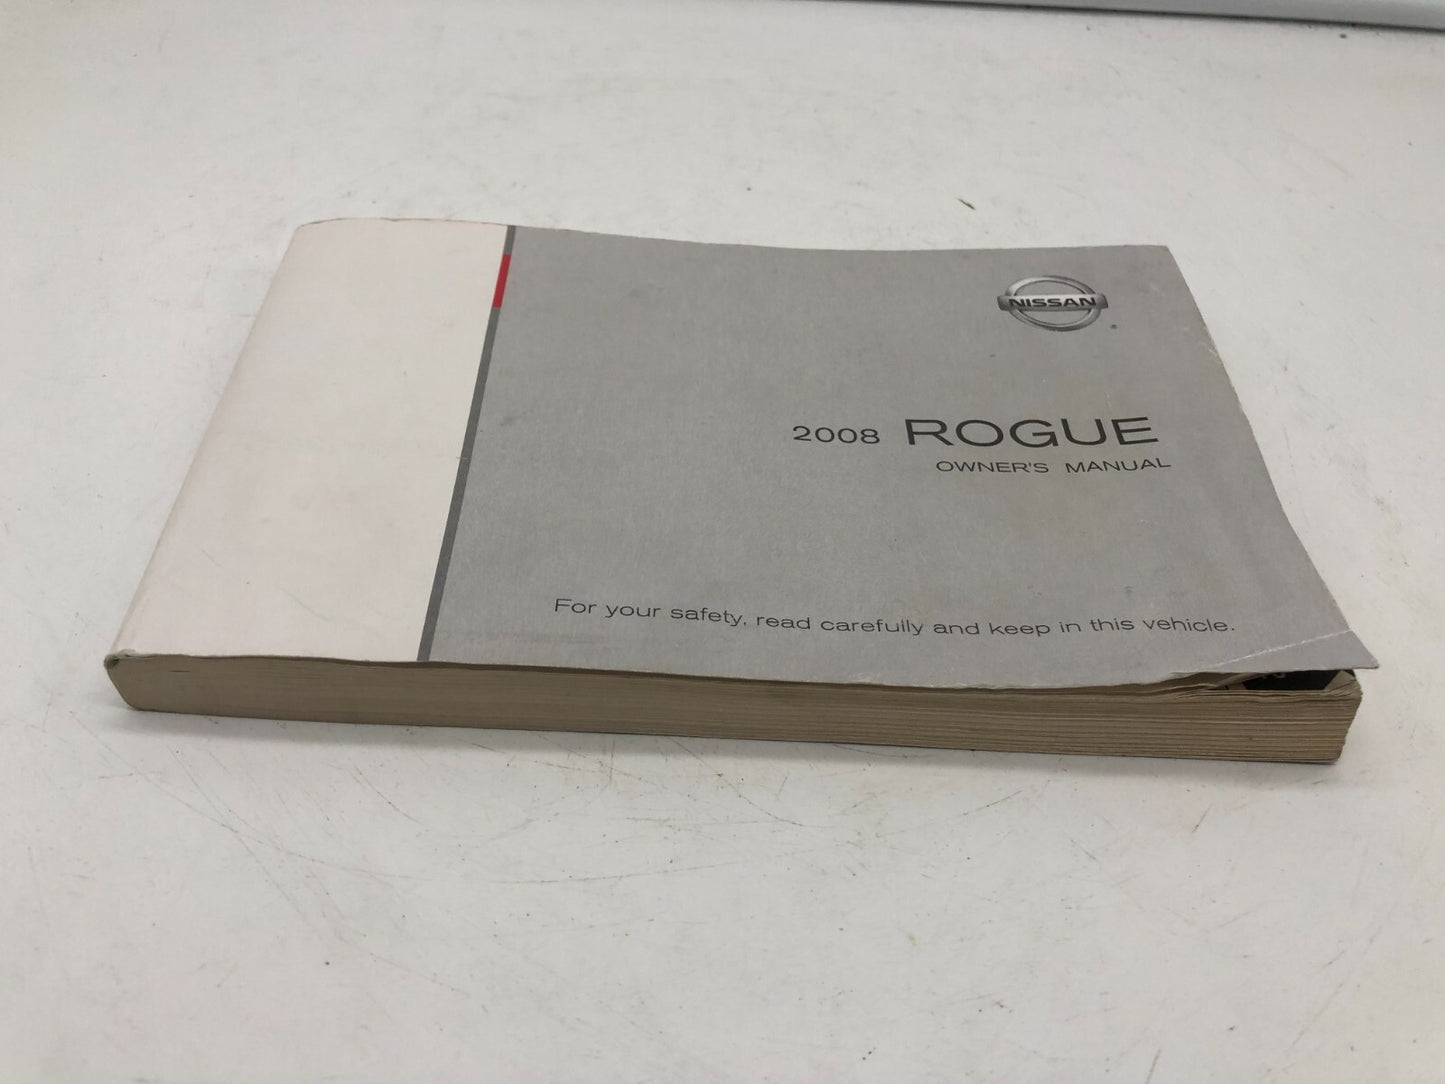 NISSAN
2008 ROGUE
OWNER'S MANUAL
For your safety, read carefully and keep in this vehicle.